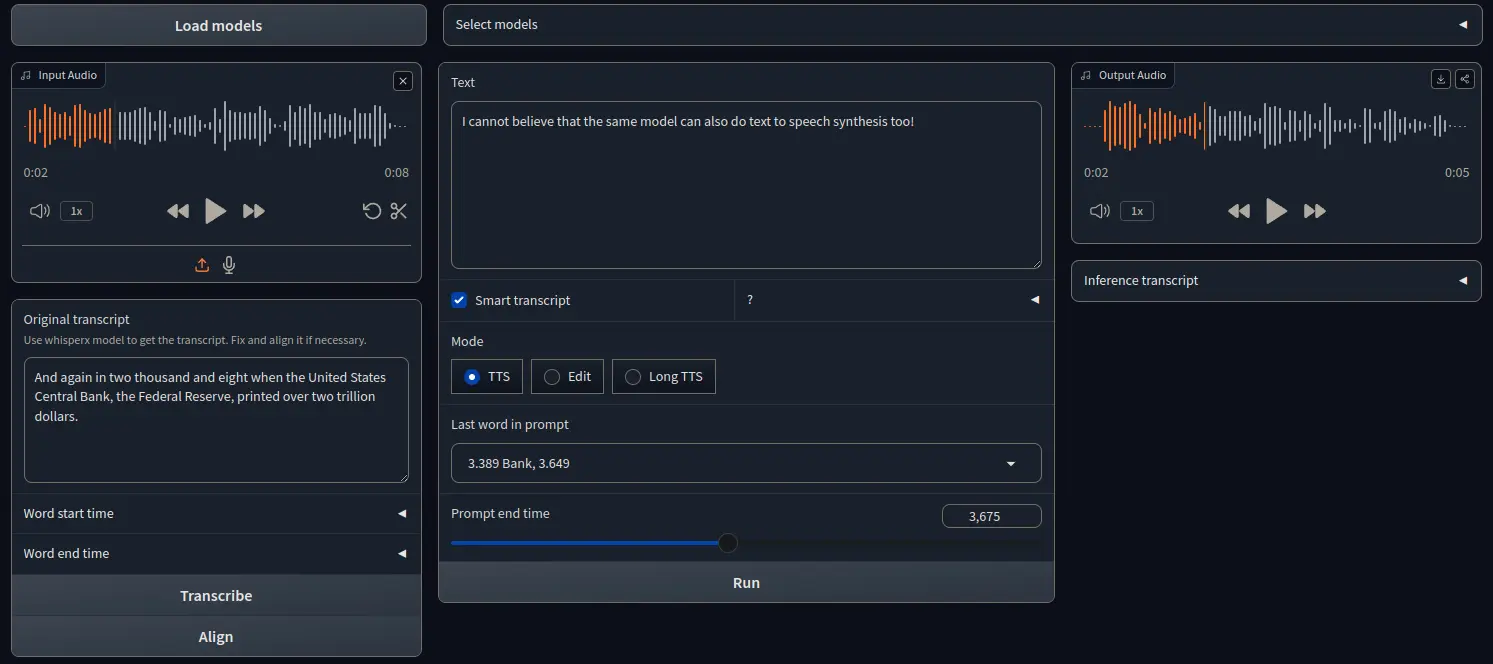 Load models
Select models
Input Audio
0:02
0:08
1x
Original transcript
Use whisperx model to get the transcript. Fix and align it if necessary.
And again in two thousand and eight when the United States
Central Bank, the Federal Reserve, printed over two trillion
dollars.
Word start time
Word end time
Transcribe
Align
Text
I cannot believe that the same model can also do text to speech synthesis too!
Smart transcript
?
Mode
TTS
Edit
Long TTS
Last word in prompt
3.389 Bank, 3.649
Prompt end time
3,675
Run
Output Audio
0:02
0:05
1x
Inference transcript